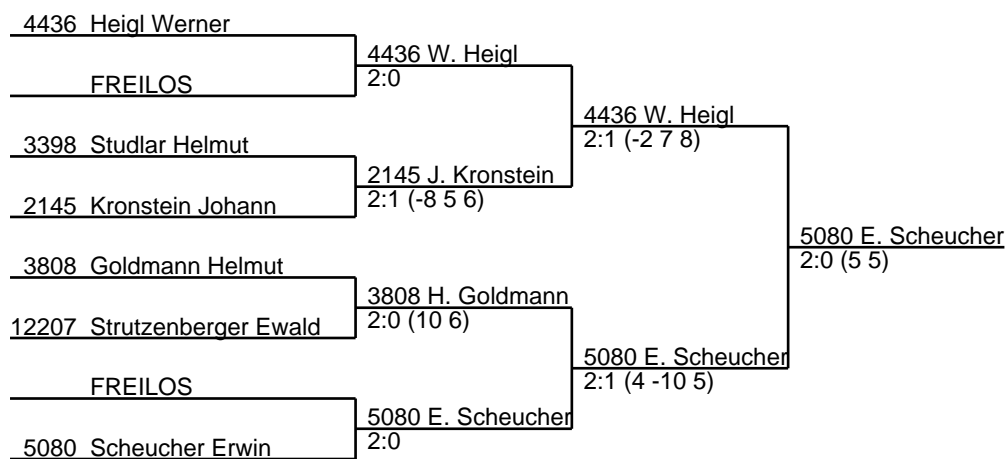 4436 Heigl Werner
4436 W. Heigl
FREILOS
2:0
4436 W. Heigl
3398 Studlar Helmut
2:1 (-2 7 8)
2145 J. Kronstein
2145 Kronstein Johann
2:1 (-8 5 6)
5080 E. Scheucher
2:0 (5 5)
3808 Goldmann Helmut
3808 H. Goldmann
12207 Strutzenberger Ewald
2:0 (10 6)
5080 E. Scheucher
FREILOS
2:1 (4 -10 5)
5080 E. Scheucher
5080 Scheucher Erwin
2:0